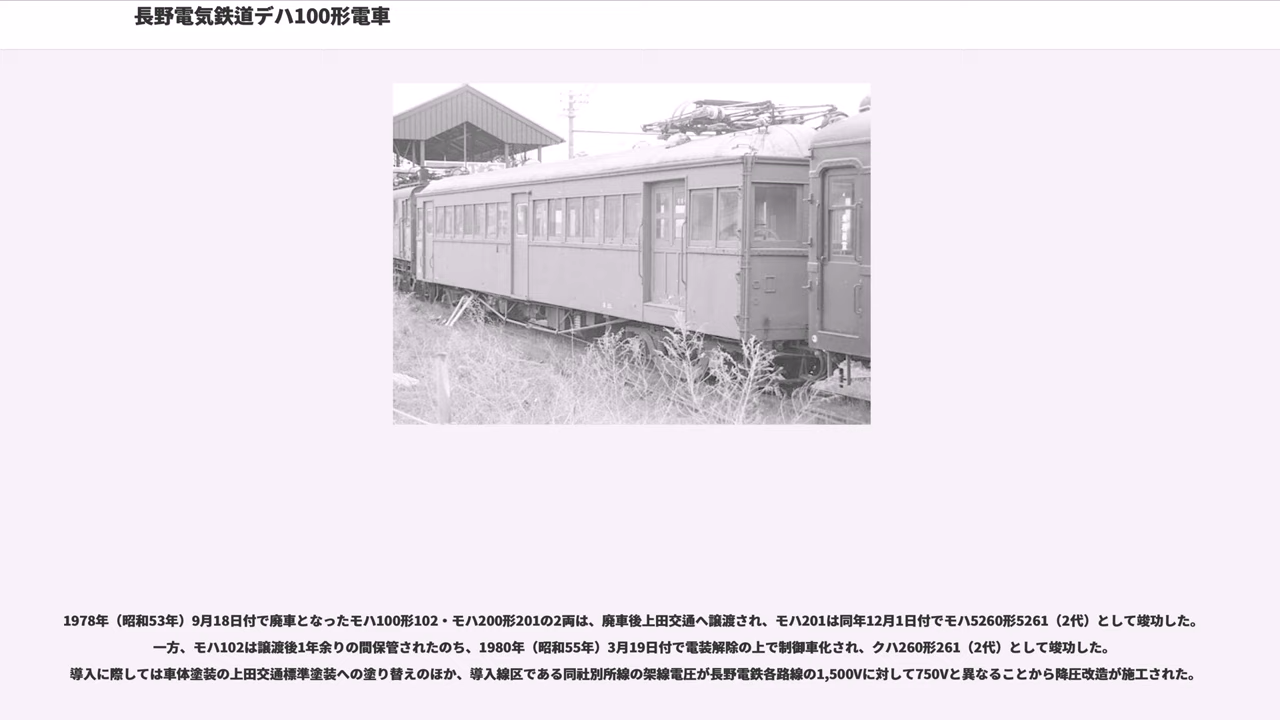 長野電気鉄道デハ100形電車
1978年（昭和53年）9月18日付で廃車となったモハ100形102・モハ200形201の2両は、廃車後上田交通へ譲渡され、モハ201は同年12月1日付でモハ5260形5261（2代）として竣功した。
一方、モハ102は譲渡後1年余りの間保管されたのち、1980年（昭和55年）3月19日付で電装解除の上で制御車化され、クハ260形261（2代）として竣功した。
導入に際しては車体塗装の上田交通標準塗装への塗り替えのほか、導入線区である同社別所線の架線電圧が長野電鉄各路線の1,500Vに対して750Vと異なることから降圧改造が施工された。